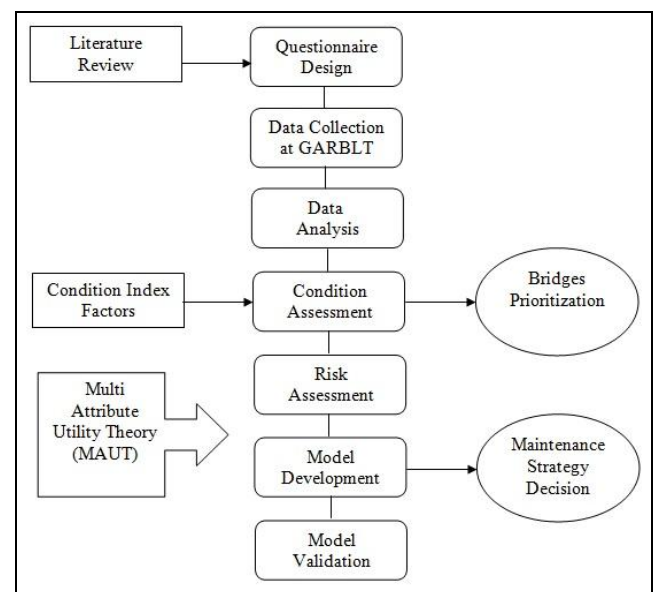 Literature
Review
Questionnaire
Design
Data Collection
at GARBLT
Data
Analysis
Condition Index
Factors
Condition
Assessment
Bridges
Prioritization
Risk
Assessment
Multi
Attribute
Utility Theory
(MAUT)
Model
Development
Maintenance
Strategy
Decision
Model
Validation